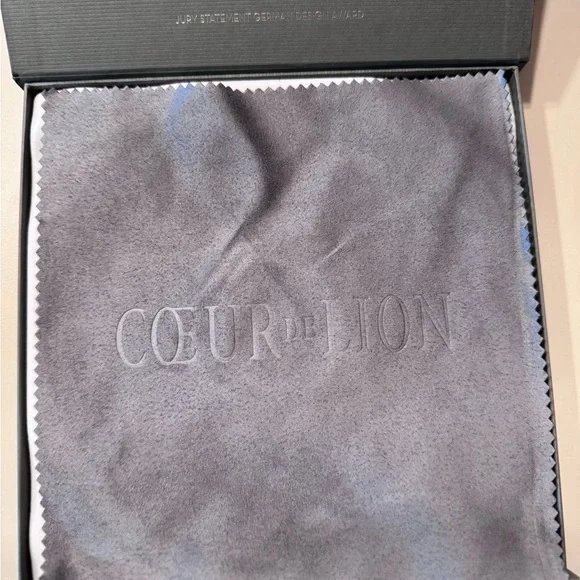 JURY STATEMENT GERMAN DESIGN AWARD
CŒUR DE LION